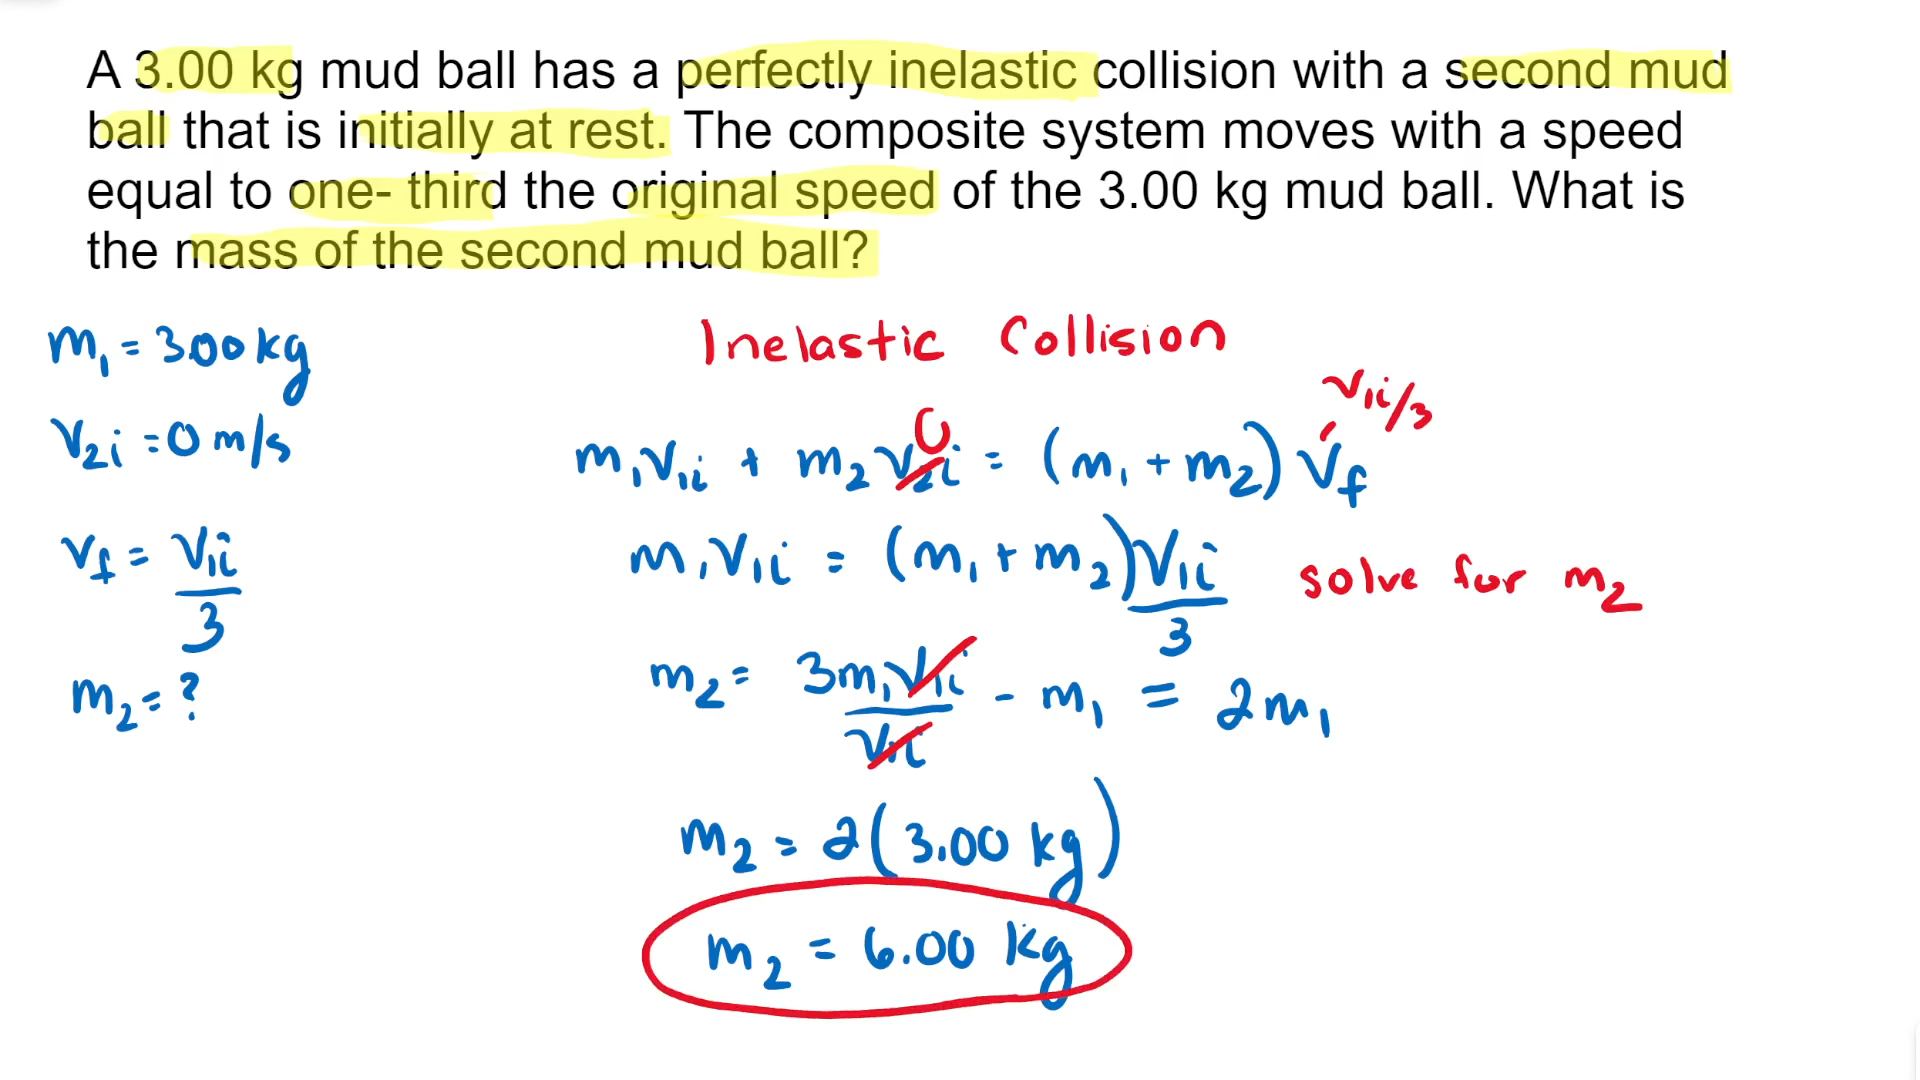 A 3.00 kg mud ball has a perfectly inelastic collision with a second mud
ball that is initially at rest. The composite system moves with a speed
equal to one- third the original speed of the 3.00 kg mud ball. What is
the mass of the second mud ball?
m₁ = 3.00 kg
v₂ᵢ = 0 m/s
v_f = v₁ᵢ/3
m₂ = ?
Inelastic Collision
v₁ᵢ/3
0
m₁v₁ᵢ + m₂v₂ᵢ = (m₁ + m₂) v_f
m₁v₁ᵢ = (m₁ + m₂) v₁ᵢ/3 solve for m₂
m₂ = 3m₁v₁ᵢ/v₁ᵢ - m₁ = 2m₁
m₂ = 2(3.00 kg)
m₂ = 6.00 kg